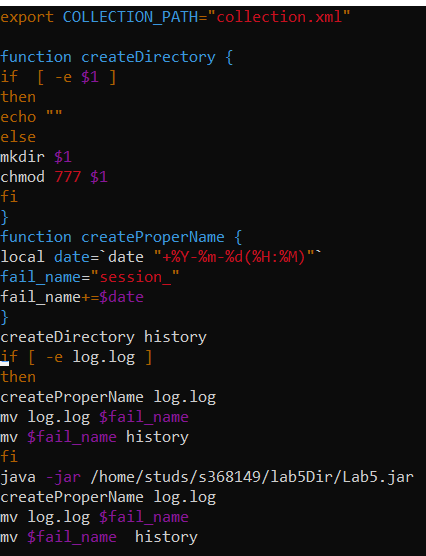 export COLLECTION_PATH="collection.xml"

function createDirectory {
if  [ -e $1 ]
then
echo ""
else
mkdir $1
chmod 777 $1
fi
}
function createProperName {
local date=`date "+%Y-%m-%d(%H:%M)"`
fail_name="session_"
fail_name+=$date
}
createDirectory history
if [ -e log.log ]
then
createProperName log.log
mv log.log $fail_name
mv $fail_name history
fi
java -jar /home/studs/s368149/lab5Dir/Lab5.jar
createProperName log.log
mv log.log $fail_name
mv $fail_name  history